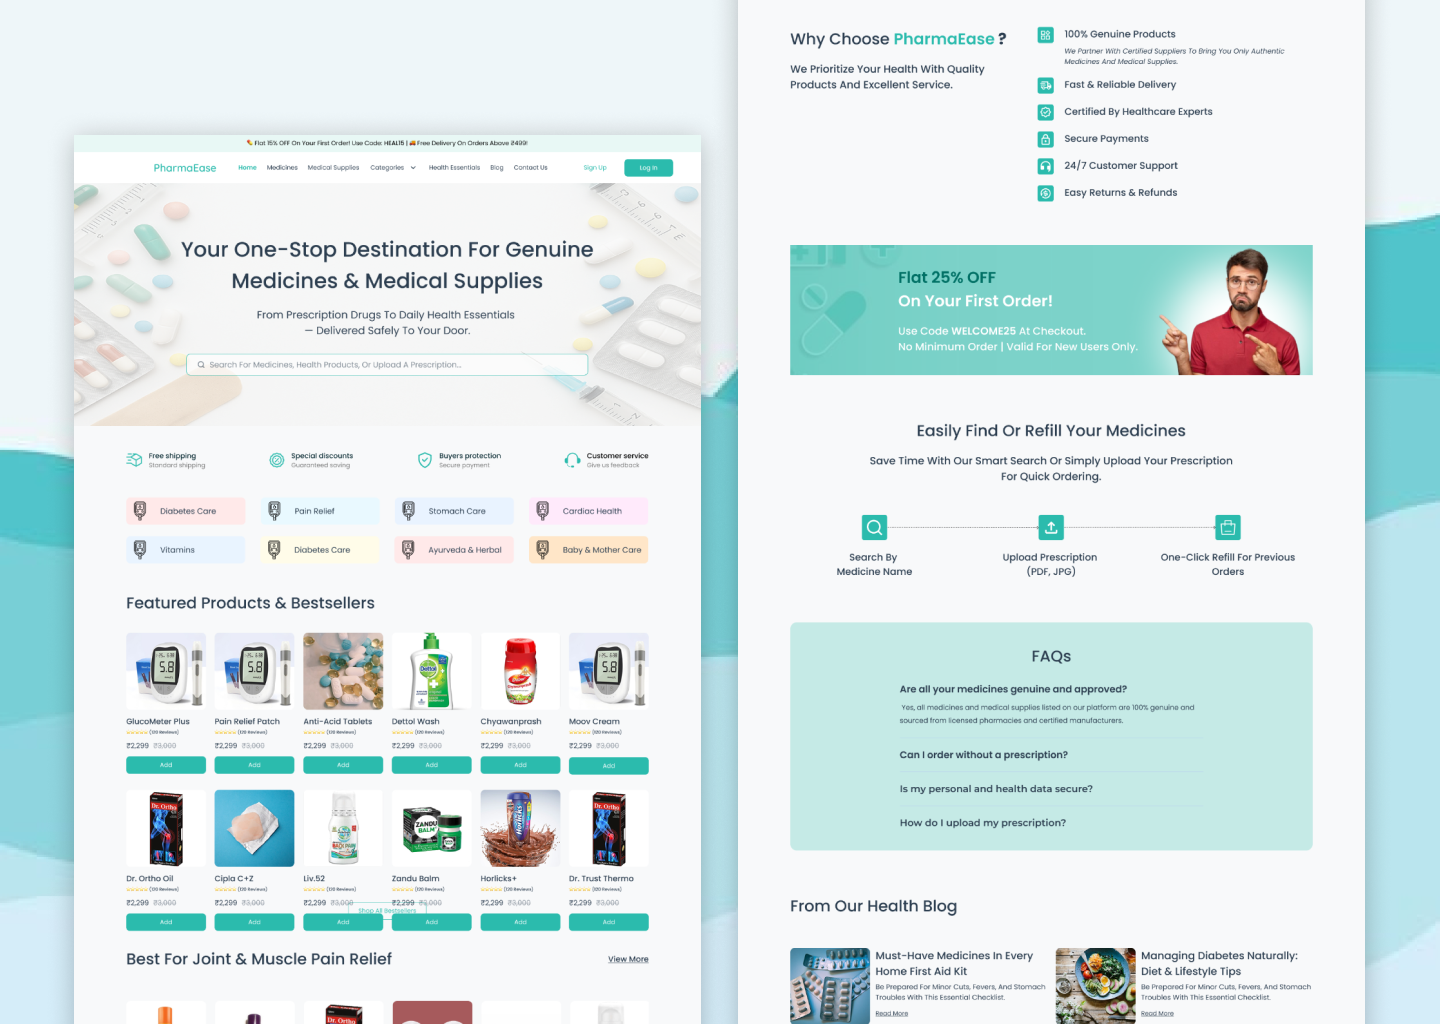 Flat 15% OFF On Your First Order! Use Code: HEAL15 | Free Delivery On Orders Above ₹499!
PharmaEase
Home
Medicines
Medical Supplies
Categories
Health Essentials
Blog
Contact Us
Sign Up
Log In
Your One-Stop Destination For Genuine
Medicines & Medical Supplies
From Prescription Drugs To Daily Health Essentials
— Delivered Safely To Your Door.
Search For Medicines, Health Products, Or Upload A Prescription...
Free shipping
Standard shipping
Special discounts
Guaranteed saving
Buyers protection
Secure payment
Customer service
Give us feedback
Diabetes Care
Pain Relief
Stomach Care
Cardiac Health
Vitamins
Diabetes Care
Ayurveda & Herbal
Baby & Mother Care
Featured Products & Bestsellers
5.8
5.8
Dettol
Dabur
5.8
GlucoMeter Plus
Pain Relief Patch
Anti-Acid Tablets
Dettol Wash
Chyawanprash
Moov Cream
(120 Reviews)
(120 Reviews)
(120 Reviews)
(120 Reviews)
(120 Reviews)
(120 Reviews)
₹2,299 ₹3,000
₹2,299 ₹3,000
₹2,299 ₹3,000
₹2,299 ₹3,000
₹2,299 ₹3,000
₹2,299 ₹3,000
Add
Add
Add
Add
Add
Add
Dr. Ortho
ZANDU
BALM
Horlicks
Dr. Ortho
Dr. Ortho Oil
Cipla C+Z
Liv.52
Zandu Balm
Horlicks+
Dr. Trust Thermo
(120 Reviews)
(120 Reviews)
(120 Reviews)
(120 Reviews)
(120 Reviews)
(120 Reviews)
₹2,299 ₹3,000
₹2,299 ₹3,000
₹2,299 ₹3,000
₹2,299 ₹3,000
₹2,299 ₹3,000
₹2,299 ₹3,000
Shop All Bestsellers
Add
Add
Add
Add
Add
Add
Best For Joint & Muscle Pain Relief
View More
Dr. Ortho
Why Choose PharmaEase ?
We Prioritize Your Health With Quality
Products And Excellent Service.
100% Genuine Products
We Partner With Certified Suppliers To Bring You Only Authentic
Medicines And Medical Supplies.
Fast & Reliable Delivery
Certified By Healthcare Experts
Secure Payments
24/7 Customer Support
Easy Returns & Refunds
Flat 25% OFF
On Your First Order!
Use Code WELCOME25 At Checkout.
No Minimum Order | Valid For New Users Only.
Easily Find Or Refill Your Medicines
Save Time With Our Smart Search Or Simply Upload Your Prescription
For Quick Ordering.
Search By
Medicine Name
Upload Prescription
(PDF, JPG)
One-Click Refill For Previous
Orders
FAQs
Are all your medicines genuine and approved?
Yes, all medicines and medical supplies listed on our platform are 100% genuine and
sourced from licensed pharmacies and certified manufacturers.
Can I order without a prescription?
Is my personal and health data secure?
How do I upload my prescription?
From Our Health Blog
Must-Have Medicines In Every
Home First Aid Kit
Be Prepared For Minor Cuts, Fevers, And Stomach
Troubles With This Essential Checklist.
Read More
Managing Diabetes Naturally:
Diet & Lifestyle Tips
Be Prepared For Minor Cuts, Fevers, And Stomach
Troubles With This Essential Checklist.
Read More